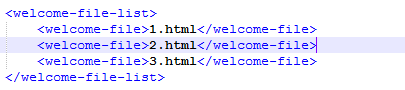 <welcome-file-list>
    <welcome-file>1.html</welcome-file>
    <welcome-file>2.html</welcome-file>
    <welcome-file>3.html</welcome-file>
</welcome-file-list>